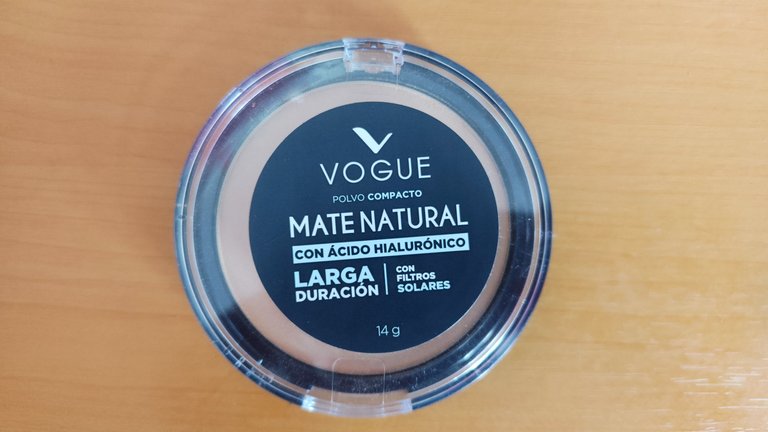 VOGUE
POLVO COMPACTO
MATE NATURAL
CON ÁCIDO HIALURÓNICO
LARGA DURACIÓN
CON FILTROS SOLARES
14 g